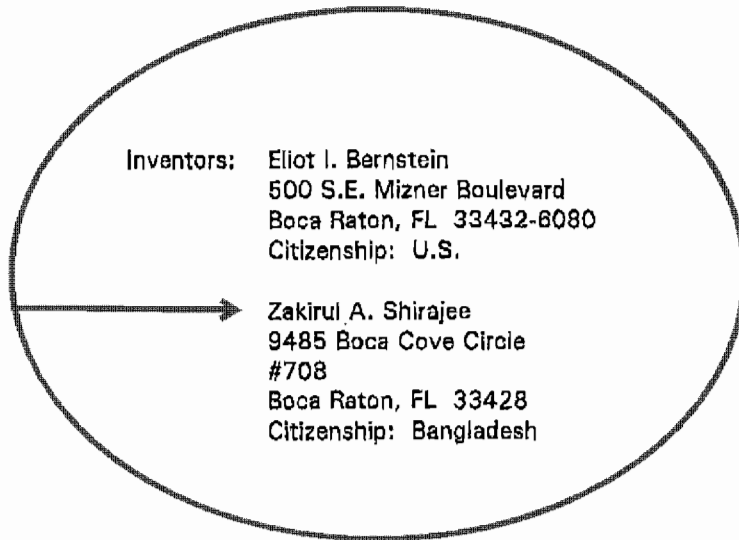 Inventors: Eliot I. Bernstein
500 S.E. Mizner Boulevard
Boca Raton, FL 33432-6080
Citizenship: U.S.
Zakirul A. Shirajee
9485 Boca Cove Circle
#708
Boca Raton, FL 33428
Citizenship: Bangladesh